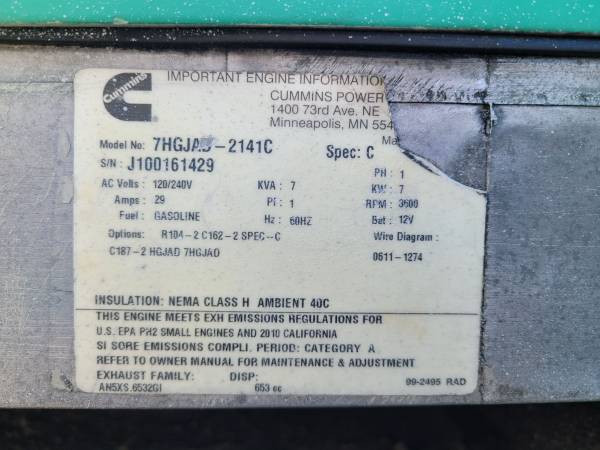 Cummins
IMPORTANT ENGINE INFORMATION
CUMMINS POWER
1400 73rd Ave. NE
Minneapolis, MN 554
Ma
Model No: 7HGJAD-2141C Spec: C
S/N : J100161429 PH : 1
AC Volts : 120/240V KVA : 7 KW : 7
Amps : 29 Pf : 1 RPM : 3600
Fuel : GASOLINE Hz : 60HZ Bat : 12V
Options: R104-2 C162-2 SPEC--C Wire Diagram :
C187-2 HGJAD 7HGJAD 0611-1274
INSULATION: NEMA CLASS H AMBIENT 40C
THIS ENGINE MEETS EXH EMISSIONS REGULATIONS FOR
U.S. EPA PH2 SMALL ENGINES AND 2010 CALIFORNIA
SI SORE EMISSIONS COMPLI. PERIOD: CATEGORY A
REFER TO OWNER MANUAL FOR MAINTENANCE & ADJUSTMENT
EXHAUST FAMILY: DISP:
AN5XS.6532GI 653 cc 99-2495 RAD